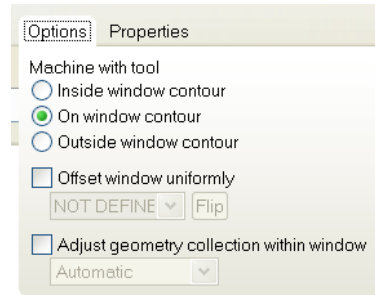 Options Properties
Machine with tool
Inside window contour
On window contour
Outside window contour
Offset window uniformly
NOT DEFINE Flip
Adjust geometry collection within window
Automatic